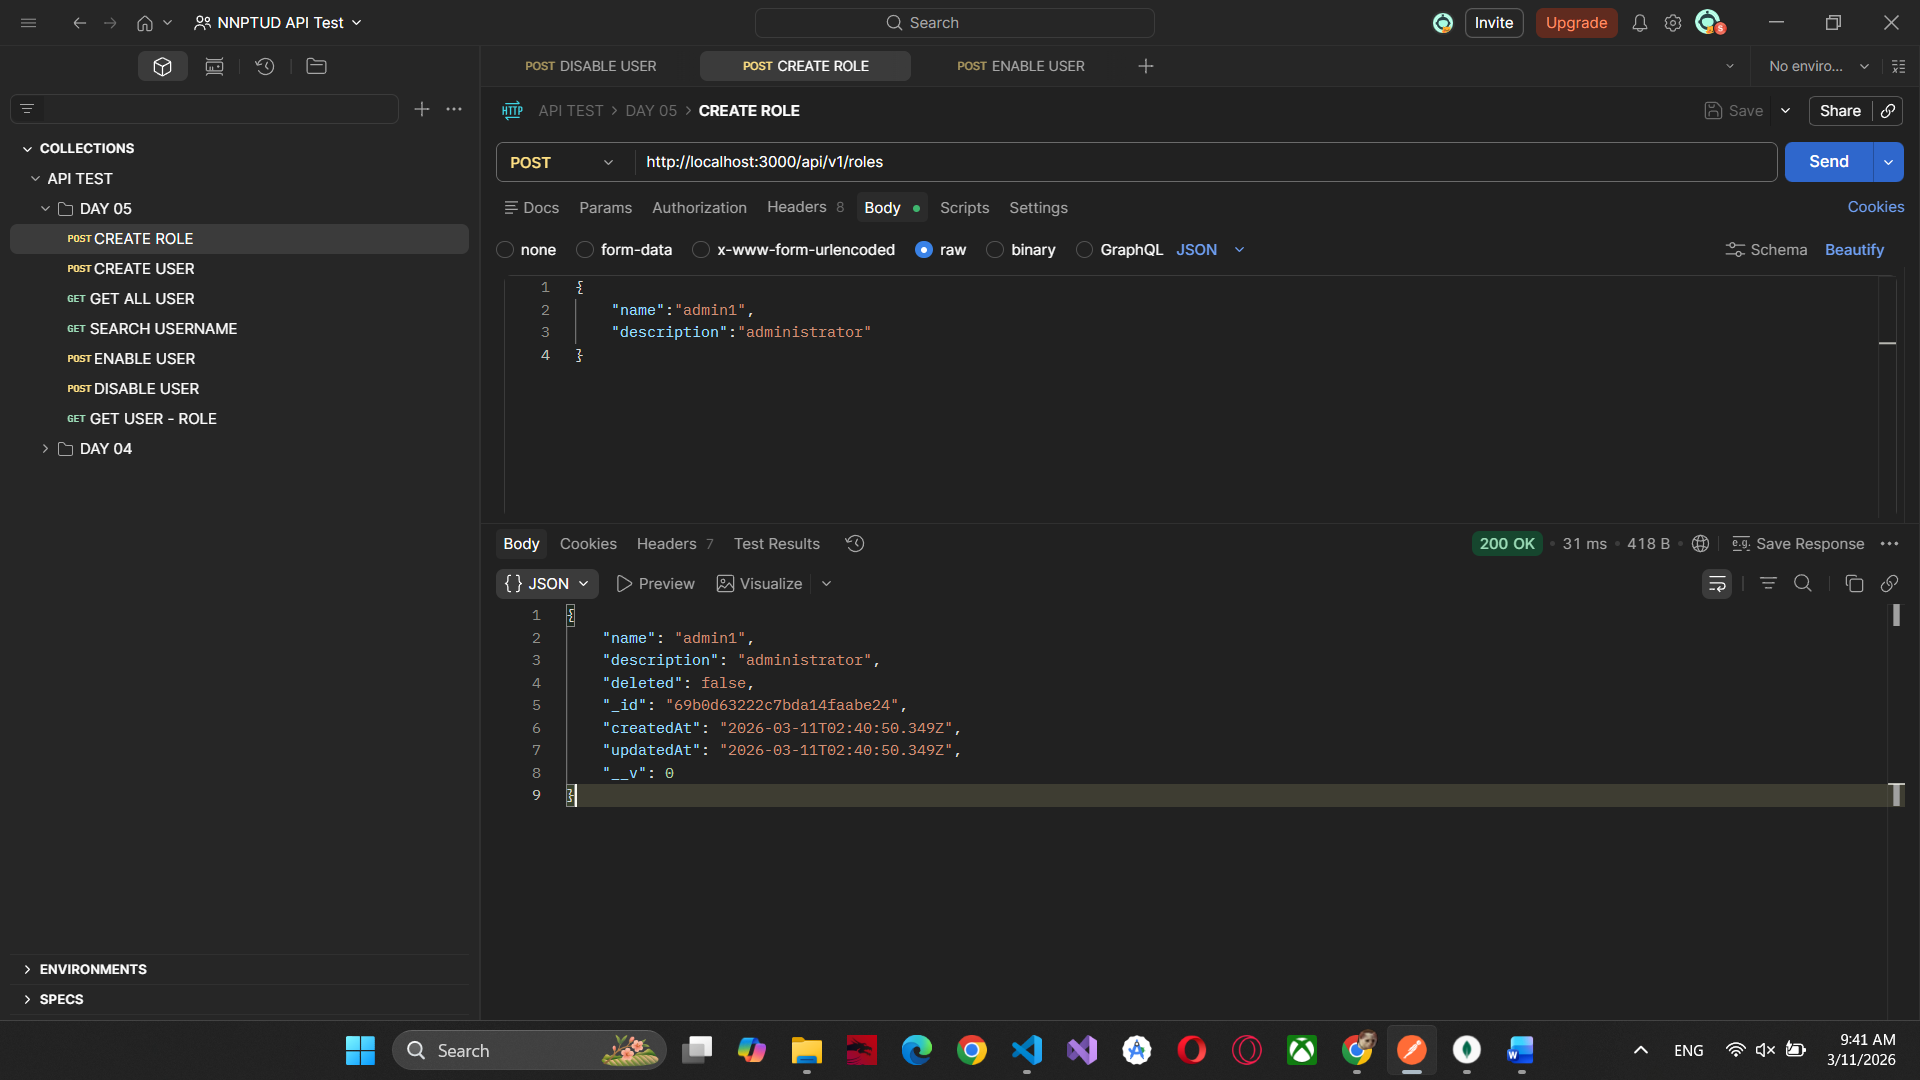 NNPTUD API Test
Search
Invite
Upgrade
POST DISABLE USER
POST CREATE ROLE
POST ENABLE USER
No enviro...
API TEST > DAY 05 > CREATE ROLE
Save
Share
COLLECTIONS
API TEST
DAY 05
POST CREATE ROLE
POST CREATE USER
GET ALL USER
GET SEARCH USERNAME
POST ENABLE USER
POST DISABLE USER
GET GET USER - ROLE
DAY 04
ENVIRONMENTS
SPECS
POST
http://localhost:3000/api/v1/roles
Send
Docs Params Authorization Headers 8 Body Scripts Settings
Cookies
none form-data x-www-form-urlencoded raw binary GraphQL JSON
Schema Beautify
1 {
2 "name":"admin1",
3 "description":"administrator"
4 }
Body Cookies Headers 7 Test Results
200 OK • 31 ms • 418 B
e.g. Save Response
{} JSON Preview Visualize
1 {
2 "name": "admin1",
3 "description": "administrator",
4 "deleted": false,
5 "_id": "69b0d63222c7bda14faabe24",
6 "createdAt": "2026-03-11T02:40:50.349Z",
7 "updatedAt": "2026-03-11T02:40:50.349Z",
8 "__v": 0
9 }
Search
ENG
9:41 AM
3/11/2026